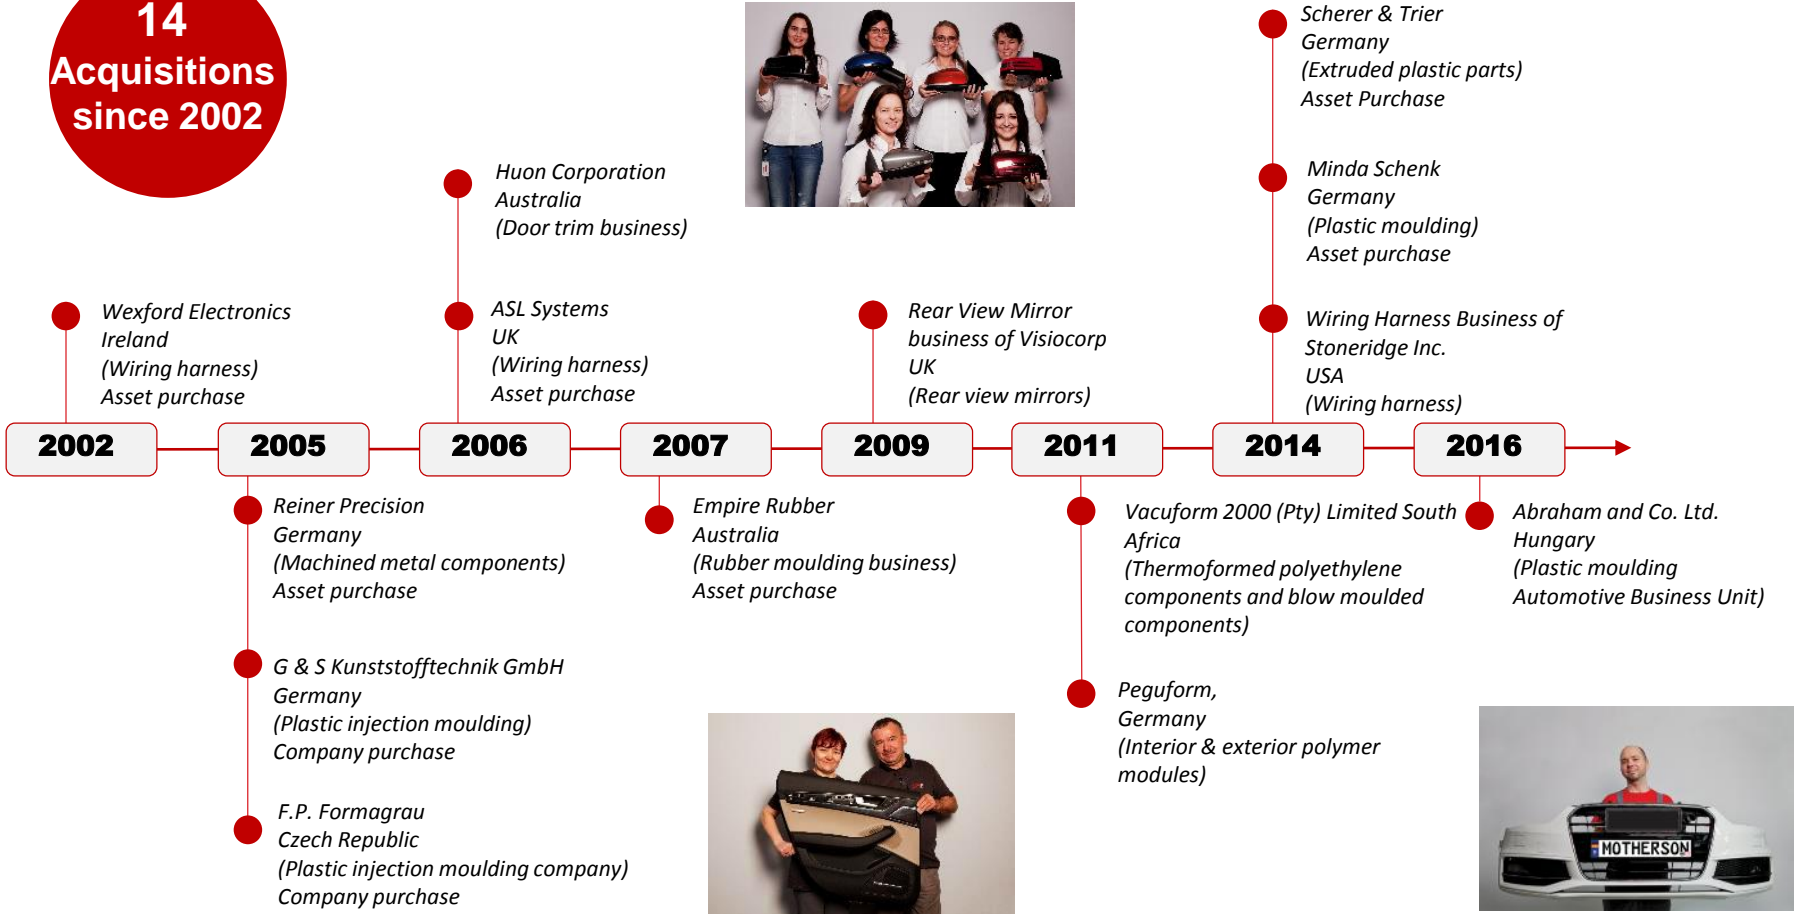 14
Acquisitions
since 2002
Scherer & Trier
Germany
(Extruded plastic parts)
Asset Purchase
Huon Corporation
Australia
(Door trim business)
Minda Schenk
Germany
(Plastic moulding)
Asset purchase
Wexford Electronics
Ireland
(Wiring harness)
Asset purchase
ASL Systems
UK
(Wiring harness)
Asset purchase
Rear View Mirror
business of Visiocorp
UK
(Rear view mirrors)
Wiring Harness Business of
Stoneridge Inc.
USA
(Wiring harness)
2002
2005
2006
2007
2009
2011
2014
2016
Reiner Precision
Germany
(Machined metal components)
Asset purchase
Empire Rubber
Australia
(Rubber moulding business)
Asset purchase
Vacuform 2000 (Pty) Limited South
Africa
(Thermoformed polyethylene
components and blow moulded
components)
Abraham and Co. Ltd.
Hungary
(Plastic moulding
Automotive Business Unit)
G & S Kunststofftechnik GmbH
Germany
(Plastic injection moulding)
Company purchase
Peguform,
Germany
(Interior & exterior polymer
modules)
F.P. Formagrau
Czech Republic
(Plastic injection moulding company)
Company purchase
MOTHERSON